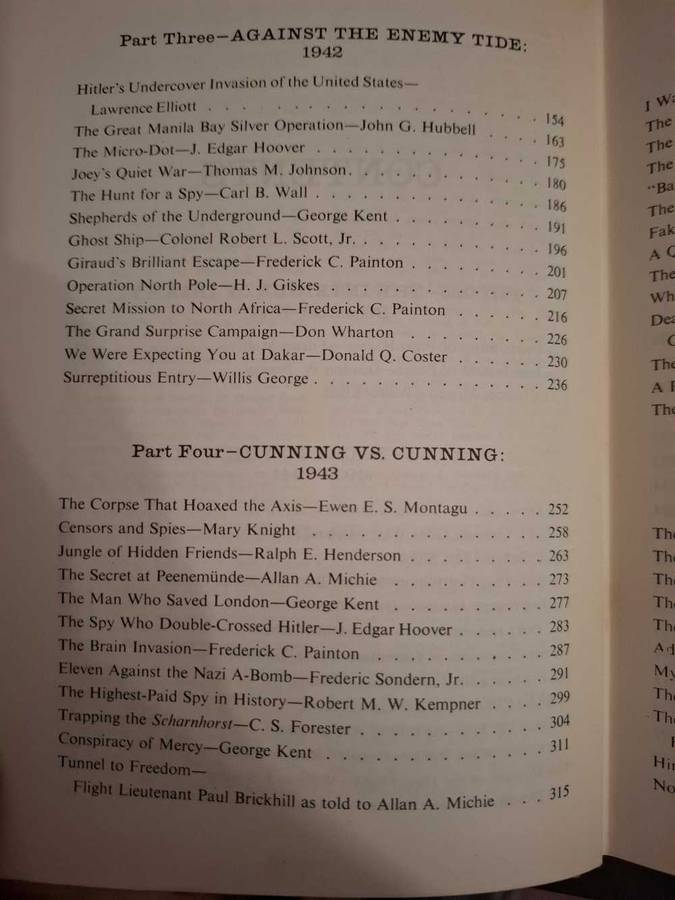 Part Three—AGAINST THE ENEMY TIDE:
1942
Hitler's Undercover Invasion of the United States—
Lawrence Elliott . . . . . . . . . . . . . . . . 154
The Great Manila Bay Silver Operation—John G. Hubbell . . . . 163
The Micro-Dot—J. Edgar Hoover . . . . . . . . . . . . . 175
Joey's Quiet War—Thomas M. Johnson . . . . . . . . . . . 180
The Hunt for a Spy—Carl B. Wall . . . . . . . . . . . . . 186
Shepherds of the Underground—George Kent . . . . . . . . 191
Ghost Ship—Colonel Robert L. Scott, Jr. . . . . . . . . . . 196
Giraud's Brilliant Escape—Frederick C. Painton . . . . . . . 201
Operation North Pole—H. J. Giskes . . . . . . . . . . . . 207
Secret Mission to North Africa—Frederick C. Painton . . . . . 216
The Grand Surprise Campaign—Don Wharton . . . . . . . . 226
We Were Expecting You at Dakar—Donald Q. Coster . . . . . 230
Surreptitious Entry—Willis George . . . . . . . . . . . . . 236
Part Four—CUNNING VS. CUNNING:
1943
The Corpse That Hoaxed the Axis—Ewen E. S. Montagu . . . . . 252
Censors and Spies—Mary Knight . . . . . . . . . . . . . 258
Jungle of Hidden Friends—Ralph E. Henderson . . . . . . . . 263
The Secret at Peenemünde—Allan A. Michie . . . . . . . . . 273
The Man Who Saved London—George Kent . . . . . . . . . 277
The Spy Who Double-Crossed Hitler—J. Edgar Hoover . . . . . 283
The Brain Invasion—Frederick C. Painton . . . . . . . . . . 287
Eleven Against the Nazi A-Bomb—Frederic Sondern, Jr. . . . . . 291
The Highest-Paid Spy in History—Robert M. W. Kempner . . . . 299
Trapping the Scharnhorst—C. S. Forester . . . . . . . . . . 304
Conspiracy of Mercy—George Kent . . . . . . . . . . . . 311
Tunnel to Freedom—
Flight Lieutenant Paul Brickhill as told to Allan A. Michie . . . 315